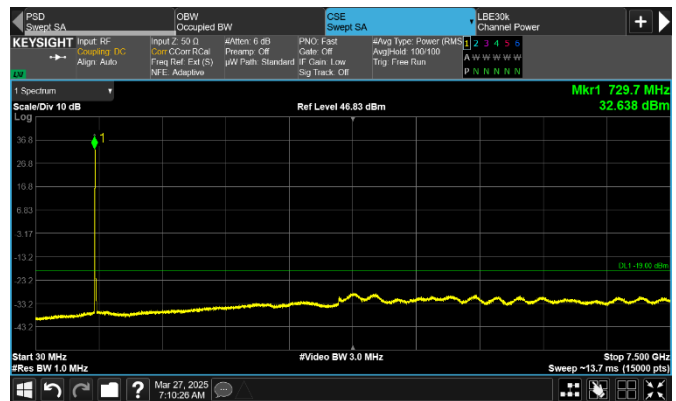 PSD
Swept SA
OBW
Occupied BW
CSE
Swept SA
LBE30k
Channel Power
KEYSIGHT
Input: RF
Coupling: DC
Align: Auto
LM
Input Z: 50 Ω
Corr CCorr RCal
Freq Ref: Ext (S)
NFE: Adaptive
#Atten: 6 dB
Preamp: Off
µW Path: Standard
PNO: Fast
Gate: Off
IF Gain: Low
Sig Track: Off
#Avg Type: Power (RMS)
Avg|Hold: 100/100
Trig: Free Run
1 2 3 4 5 6
A W W W W W
P N N N N N
1 Spectrum
Mkr1 729.7 MHz
Scale/Div 10 dB
Ref Level 46.83 dBm
32.638 dBm
Log
1
36.8
26.8
16.8
6.83
-3.17
-13.2
DL1 -19.00 dBm
-23.2
-33.2
-43.2
Start 30 MHz
#Video BW 3.0 MHz
Stop 7.500 GHz
#Res BW 1.0 MHz
Sweep ~13.7 ms (15000 pts)
?
Mar 27, 2025
7:10:26 AM